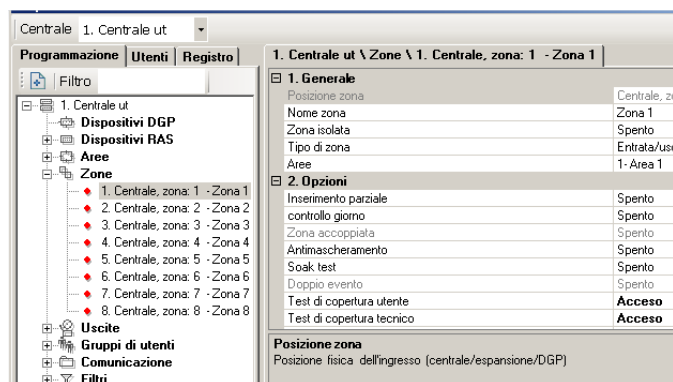 Centrale 1. Centrale ut
Programmazione Utenti Registro
Filtro
1. Centrale ut
Dispositivi DGP
Dispositivi RAS
Aree
Zone
1. Centrale, zona: 1 - Zona 1
2. Centrale, zona: 2 - Zona 2
3. Centrale, zona: 3 - Zona 3
4. Centrale, zona: 4 - Zona 4
5. Centrale, zona: 5 - Zona 5
6. Centrale, zona: 6 - Zona 6
7. Centrale, zona: 7 - Zona 7
8. Centrale, zona: 8 - Zona 8
Uscite
Gruppi di utenti
Comunicazione
Filtri
1. Centrale ut \ Zone \ 1. Centrale, zona: 1 - Zona 1
1. Generale
Posizione zona Centrale, zo
Nome zona Zona 1
Zona isolata Spento
Tipo di zona Entrata/usc
Aree 1- Area 1
2. Opzioni
Inserimento parziale Spento
controllo giorno Spento
Zona accoppiata Spento
Antimascheramento Spento
Soak test Spento
Doppio evento Spento
Test di copertura utente Acceso
Test di copertura tecnico Acceso
Posizione zona
Posizione fisica dell'ingresso (centrale/espansione/DGP)